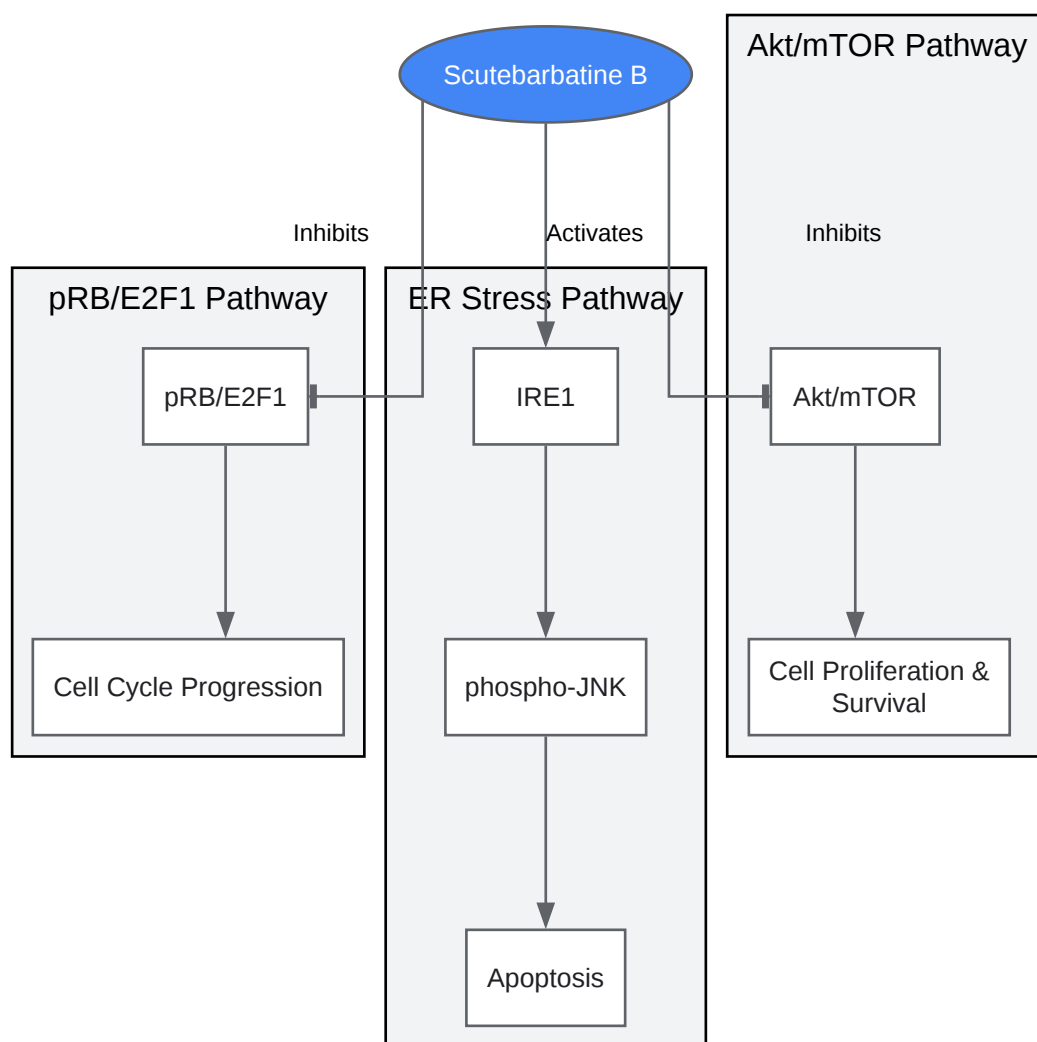 Akt/mTOR Pathway
Scutebarbatine B
Inhibits
Activates
Inhibits
pRB/E2F1 Pathway
ER Stress Pathway
pRB/E2F1
IRE1
Akt/mTOR
Cell Cycle Progression
phospho-JNK
Cell Proliferation &
Survival
Apoptosis